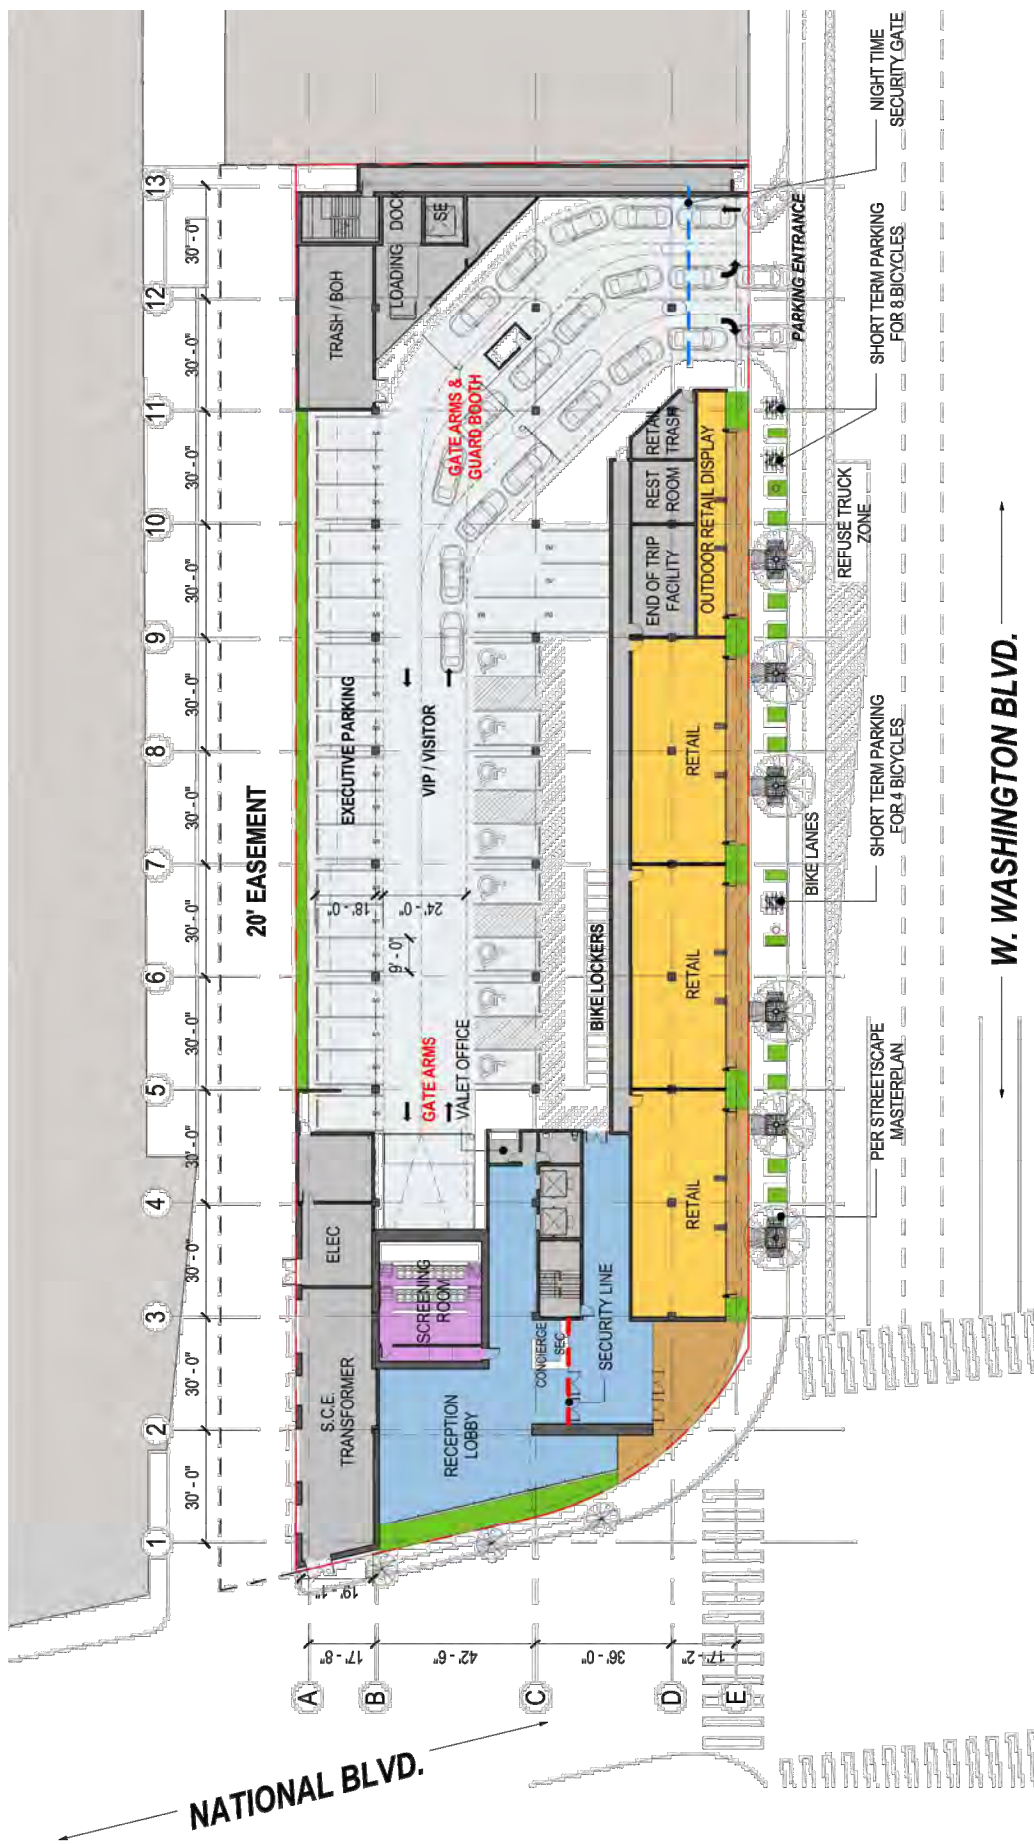 1
2
3
4
5
6
7
8
9
10
11
12
13
30' - 0"
30' - 0"
30' - 0"
30' - 0"
30' - 0"
30' - 0"
30' - 0"
30' - 0"
30' - 0"
30' - 0"
30' - 0"
30' - 0"
20' EASEMENT
A
B
C
D
E
17' - 8"
42' - 6"
36' - 0"
17' - 2"
19' - 1"
S.C.E.
TRANSFORMER
ELEC
TRASH / BOH
LOADING DOCK
SE
EXECUTIVE PARKING
18' - 0"
24' - 0"
9' - 0"
VIP / VISITOR
GATE ARMS
VALET OFFICE
GATE ARMS &
GUARD BOOTH
SCREENING
ROOM
RECEPTION
LOBBY
CONCIERGE
SEC
SECURITY LINE
BIKE LOCKERS
RETAIL
RETAIL
RETAIL
END OF TRIP
FACILITY
REST
ROOM
RETAIL
TRASH
OUTDOOR RETAIL DISPLAY
PARKING ENTRANCE
NIGHT TIME
SECURITY GATE
SHORT TERM PARKING
FOR 8 BICYCLES
REFUSE TRUCK
ZONE
BIKE LANES
SHORT TERM PARKING
FOR 4 BICYCLES
PER STREETSCAPE
MASTERPLAN
W. WASHINGTON BLVD.
NATIONAL BLVD.